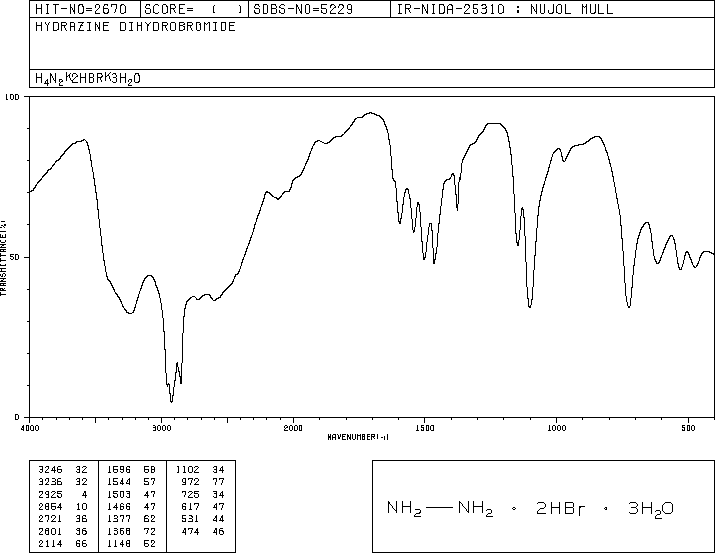 HIT-NO=2670 SCORE= ( ) SDBS-NO=5229 IR-NIDA-25310 : NUJOL MULL
HYDRAZINE DIHYDROBROMIDE
H4N2K2HBRK3H2O
100
50
0
TRANSMITTANCE(%)
4000 3000 2000 1500 1000 500
WAVENUMBER(-1)
3246 32 1596 58 1102 34
3236 32 1544 57 972 77
2925 4 1503 47 725 34
2854 10 1466 47 617 47
2721 36 1377 62 531 44
2601 36 1368 72 474 46
2114 66 1148 52
NH2—NH2 · 2HBr · 3H2O